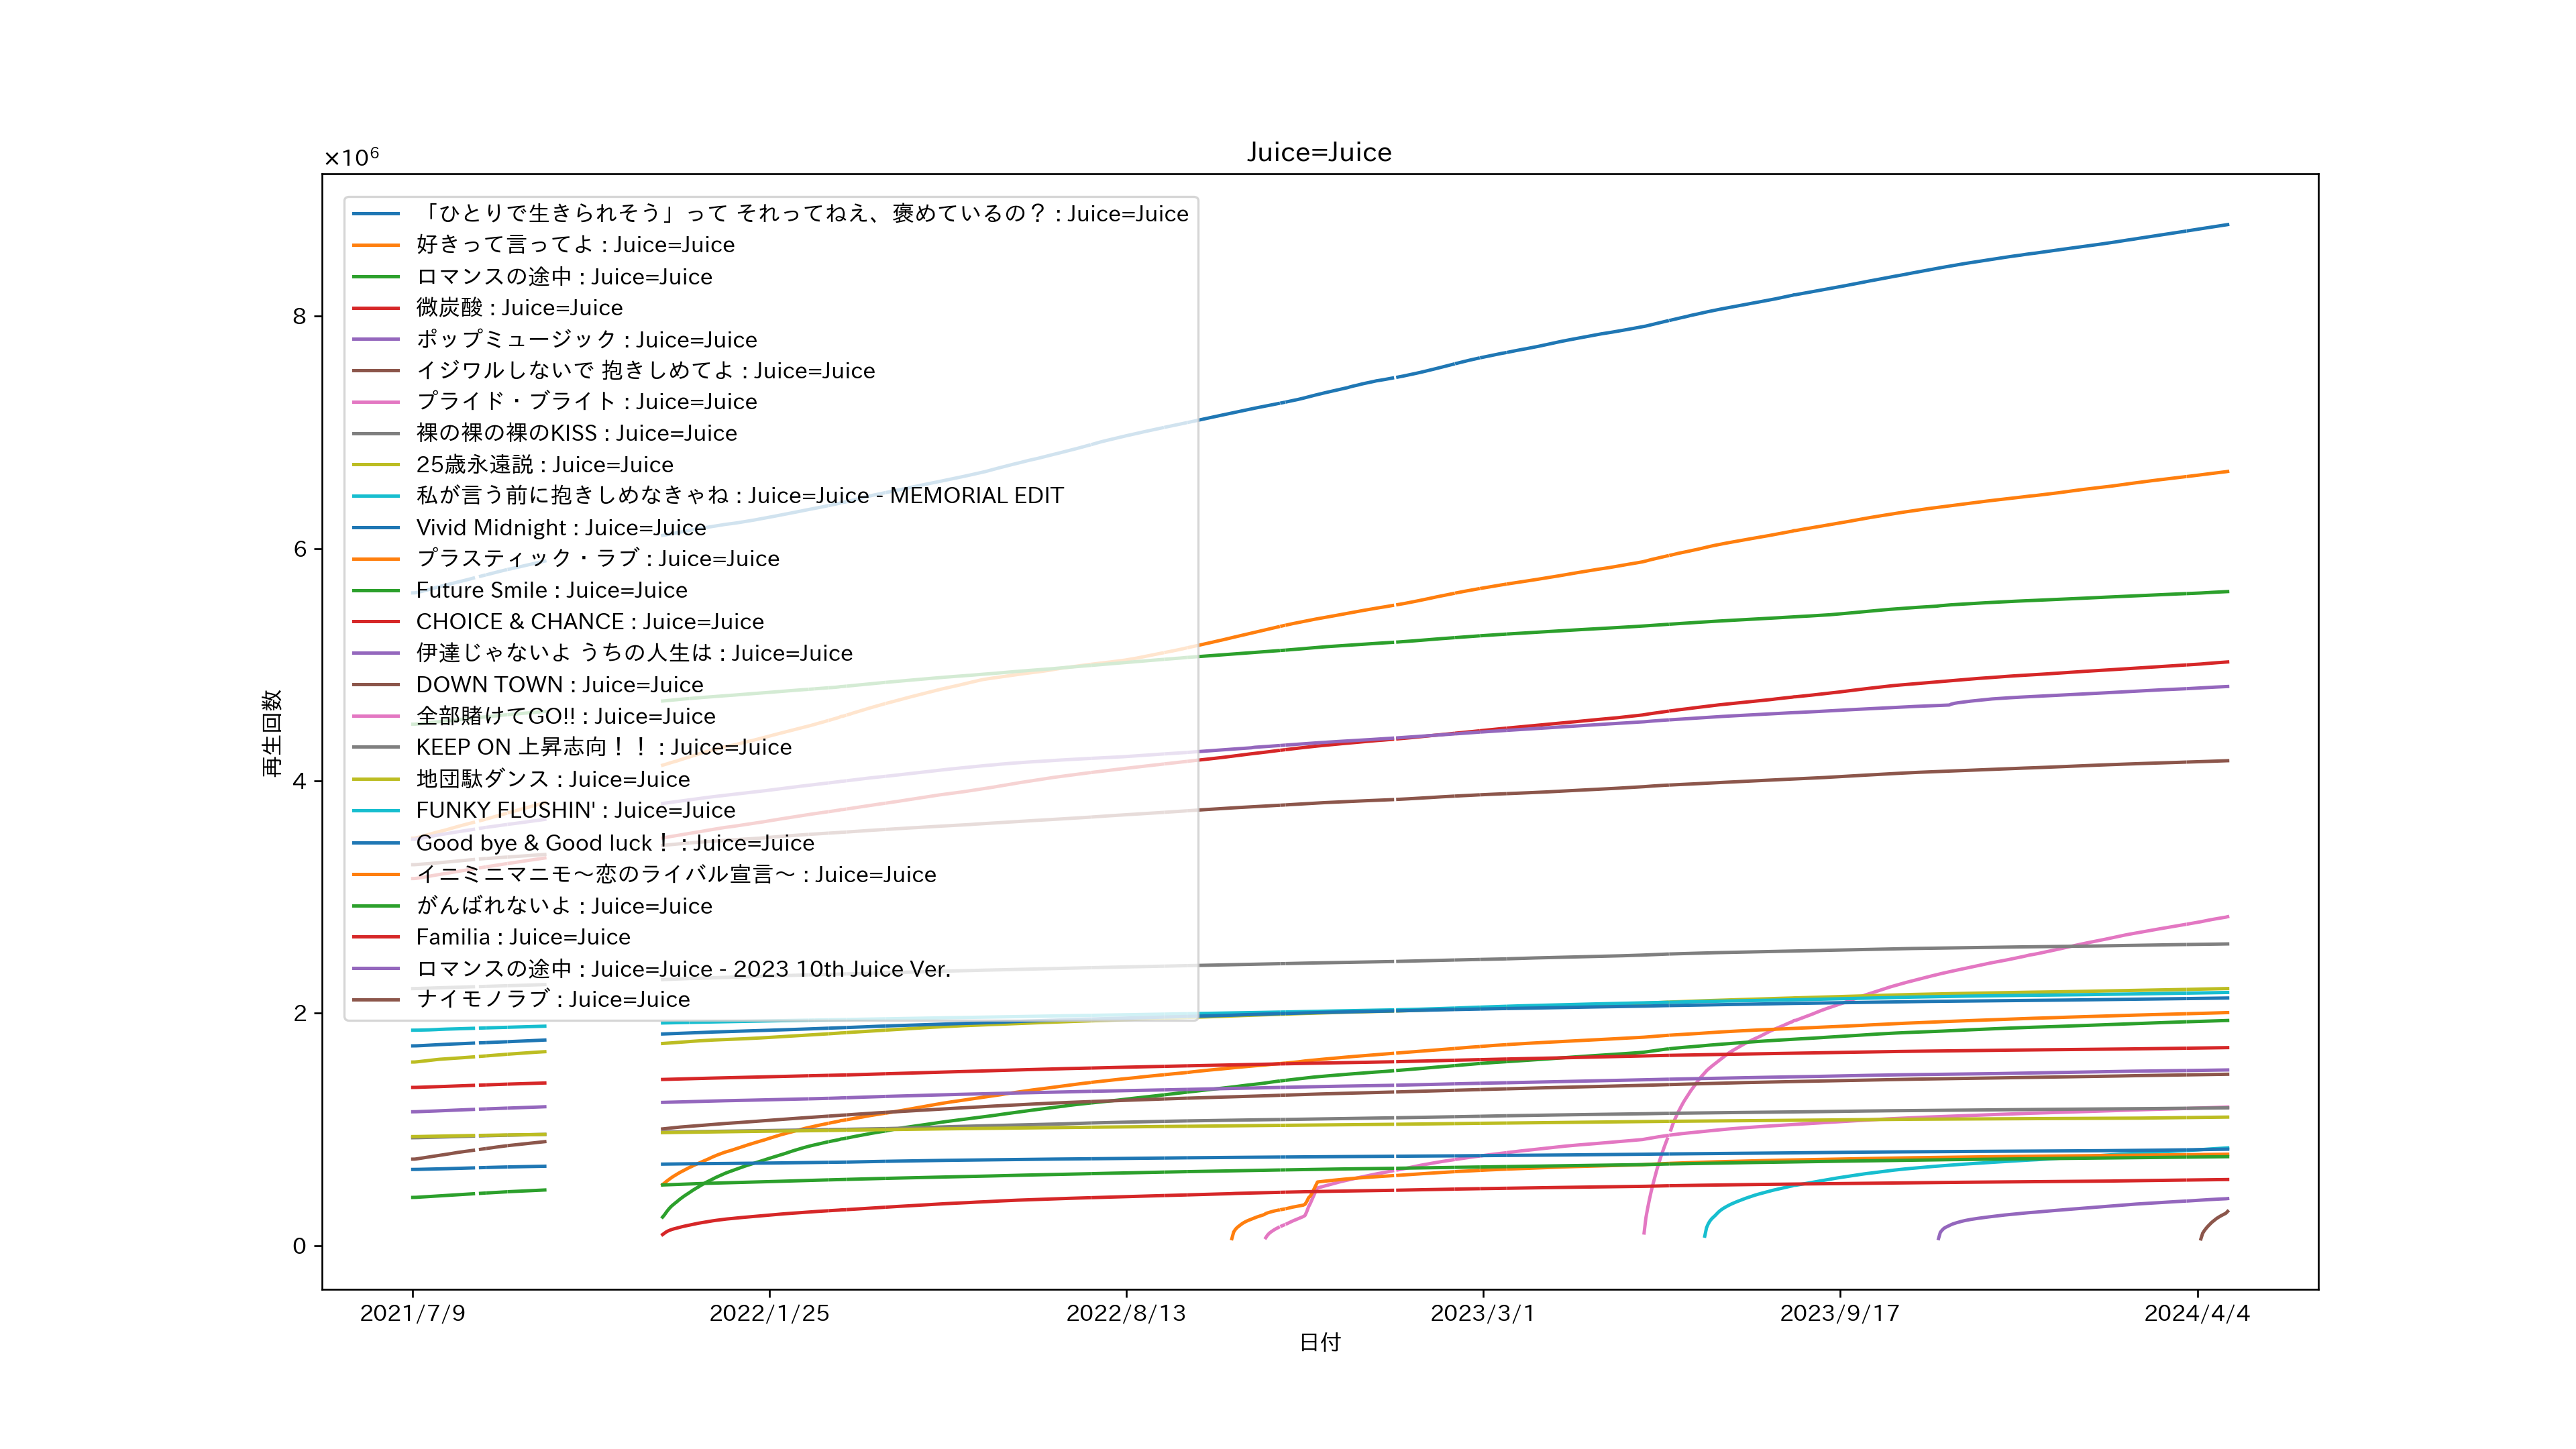 Juice=Juice
×10⁶
「ひとりで生きられそう」って それってねえ、褒めているの？ : Juice=Juice
好きって言ってよ : Juice=Juice
ロマンスの途中 : Juice=Juice
微炭酸 : Juice=Juice
ポップミュージック : Juice=Juice
イジワルしないで 抱きしめてよ : Juice=Juice
プライド・ブライト : Juice=Juice
裸の裸の裸のKISS : Juice=Juice
25歳永遠説 : Juice=Juice
私が言う前に抱きしめなきゃね : Juice=Juice - MEMORIAL EDIT
Vivid Midnight : Juice=Juice
プラスティック・ラブ : Juice=Juice
Future Smile : Juice=Juice
CHOICE & CHANCE : Juice=Juice
伊達じゃないよ うちの人生は : Juice=Juice
DOWN TOWN : Juice=Juice
全部賭けてGO!! : Juice=Juice
KEEP ON 上昇志向！！ : Juice=Juice
地団駄ダンス : Juice=Juice
FUNKY FLUSHIN' : Juice=Juice
Good bye & Good luck！ : Juice=Juice
イニミニマニモ～恋のライバル宣言～ : Juice=Juice
がんばれないよ : Juice=Juice
Familia : Juice=Juice
ロマンスの途中 : Juice=Juice - 2023 10th Juice Ver.
ナイモノラブ : Juice=Juice
8
6
4
2
0
再生回数
2021/7/9 2022/1/25 2022/8/13 2023/3/1 2023/9/17 2024/4/4
日付